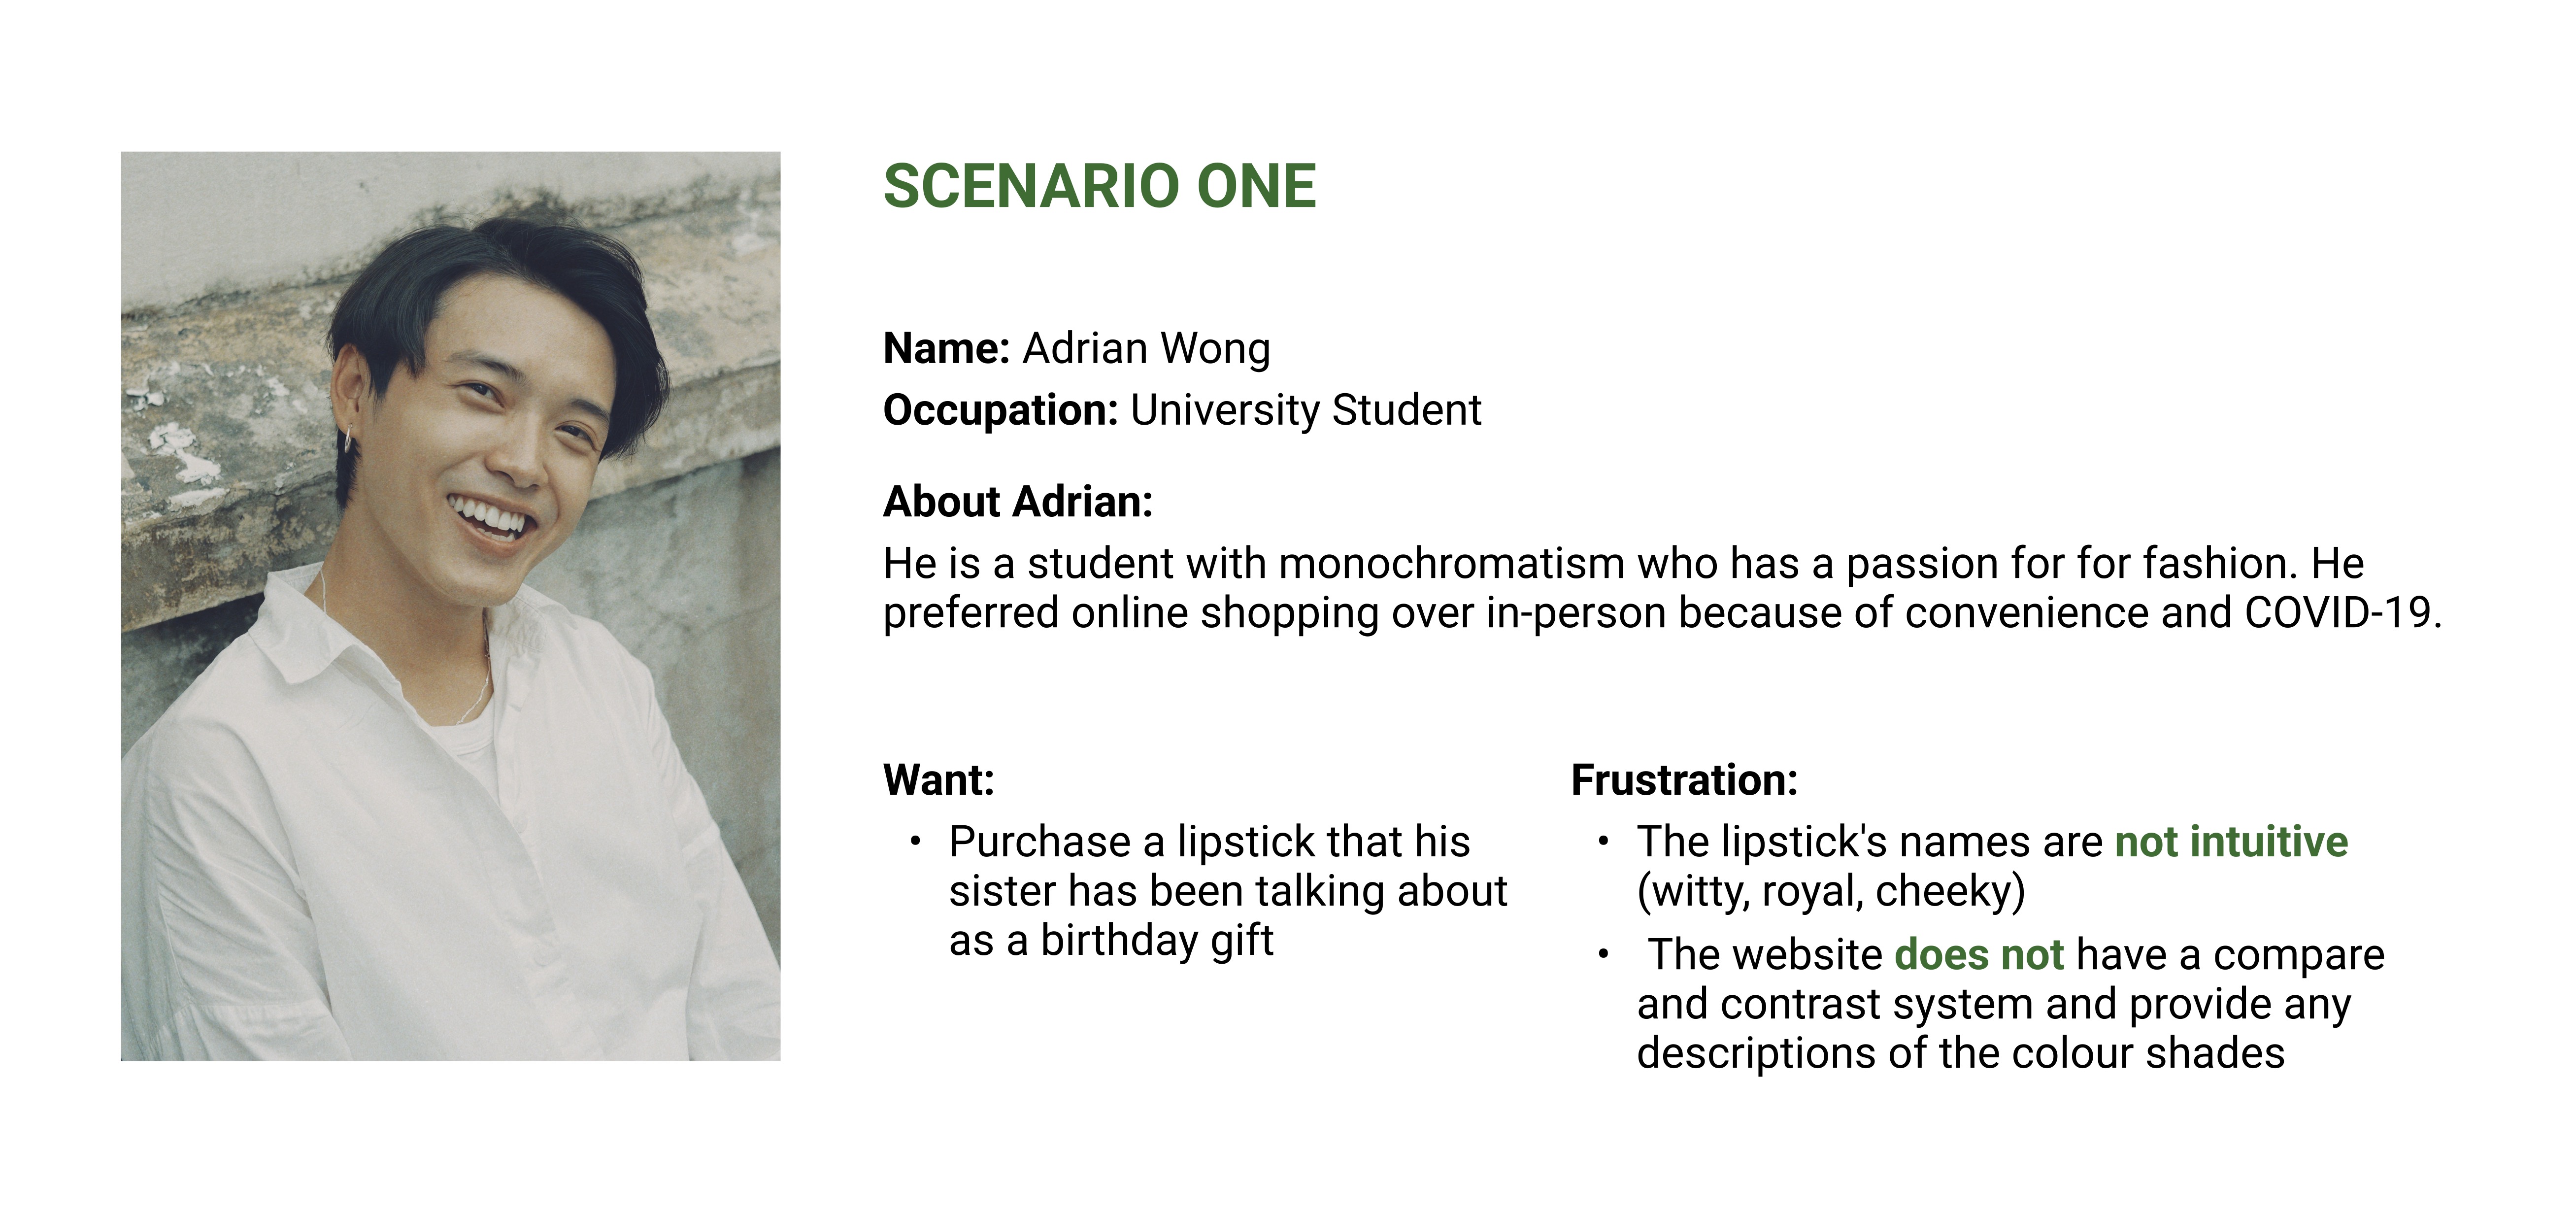 SCENARIO ONE
Name: Adrian Wong
Occupation: University Student
About Adrian:
He is a student with monochromatism who has a passion for for fashion. He
preferred online shopping over in-person because of convenience and COVID-19.
Want:
• Purchase a lipstick that his
sister has been talking about
as a birthday gift
Frustration:
• The lipstick's names are not intuitive
(witty, royal, cheeky)
• The website does not have a compare
and contrast system and provide any
descriptions of the colour shades